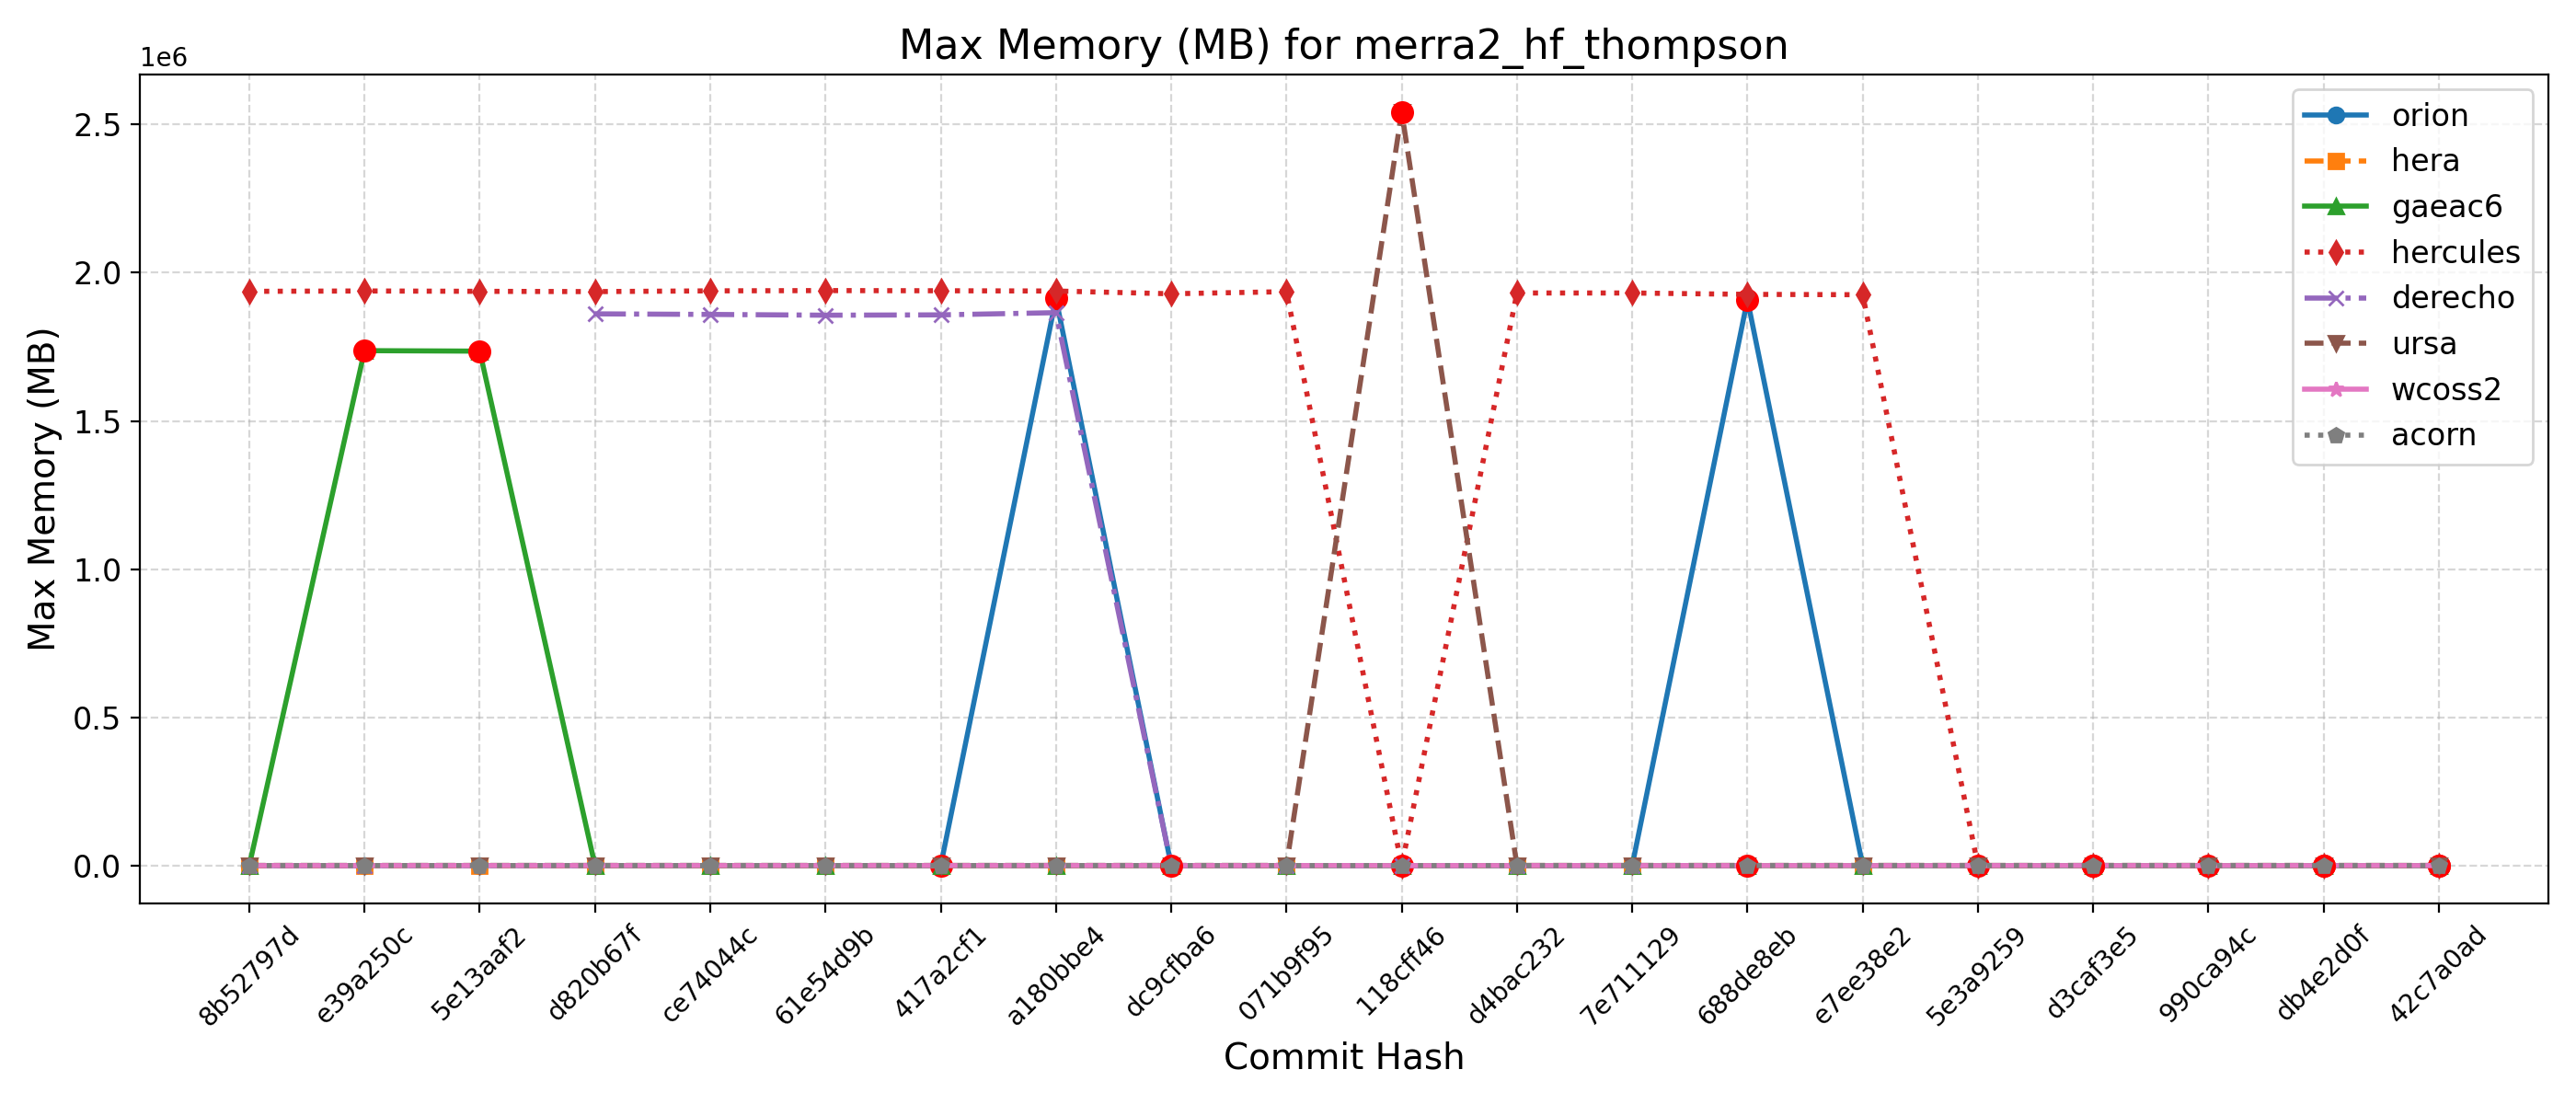 Max Memory (MB) for merra2_hf_thompson
1e6
2.5
2.0
1.5
1.0
0.5
0.0
Max Memory (MB)
orion
hera
gaeac6
hercules
derecho
ursa
wcoss2
acorn
8b52797d
e39a250c
5e13aaf2
d820b67f
ce74044c
61e54d9b
417a2cf1
a180bbe4
dc9cfba6
071b9f95
118cff46
d4bac232
7e711129
688de8eb
e7ee38e2
5e3a9259
d3caf3e5
990ca94c
db4e2d0f
42c7a0ad
Commit Hash